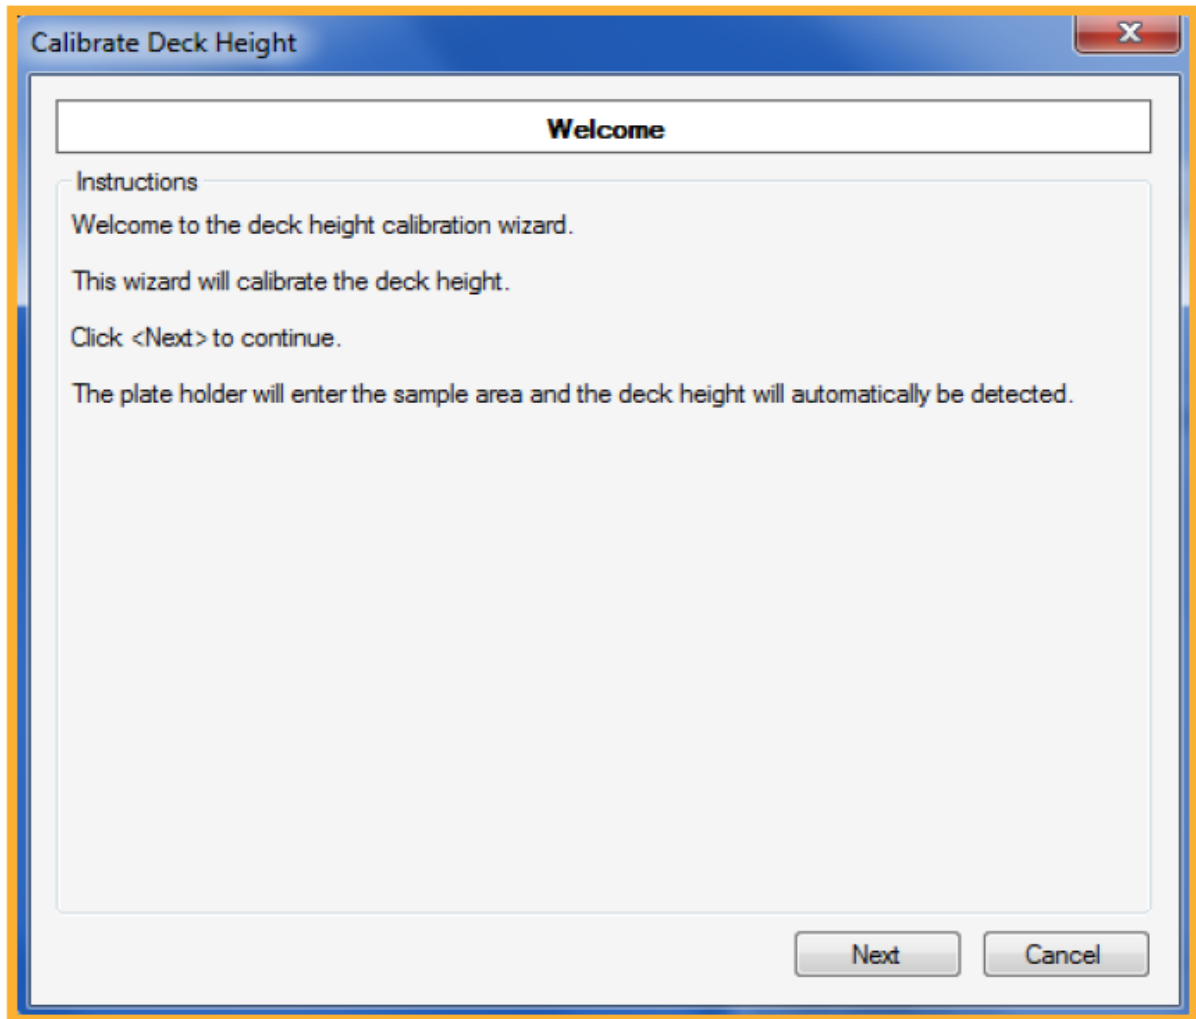 Calibrate Deck Height
Welcome
Instructions
Welcome to the deck height calibration wizard.
This wizard will calibrate the deck height.
Click <Next> to continue.
The plate holder will enter the sample area and the deck height will automatically be detected.
Next
Cancel